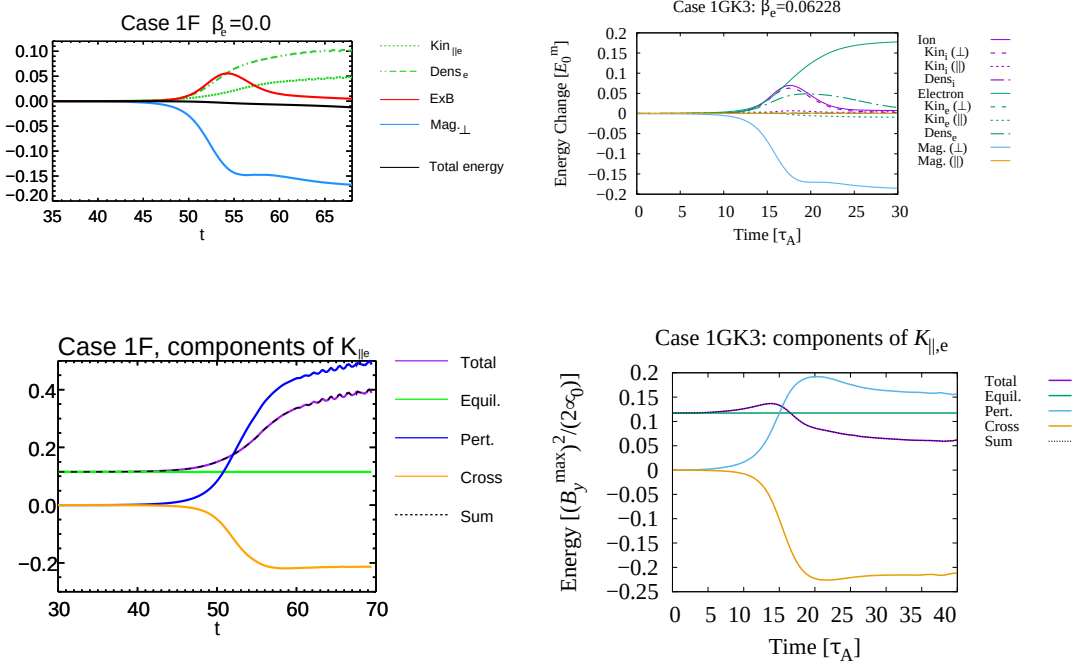 Case 1F β_e=0.0
0.10
0.05
0.00
−0.05
−0.10
−0.15
−0.20
35 40 45 50 55 60 65
t
Kin_||e
Dens_e
ExB
Mag._⊥
Total energy
Case 1GK3: β_e=0.06228
Energy Change [E_0^m]
0.2
0.15
0.1
0.05
0
−0.05
−0.1
−0.15
−0.2
0 5 10 15 20 25 30
Time [τ_A]
Ion
Kin_i (⊥)
Kin_i (||)
Dens_i
Electron
Kin_e (⊥)
Kin_e (||)
Dens_e
Mag. (⊥)
Mag. (||)
Case 1F, components of K_||e
0.4
0.2
0.0
−0.2
30 40 50 60 70
t
Total
Equil.
Pert.
Cross
Sum
Case 1GK3: components of K_||,e
Energy [(B_y^max)^2/(2∝_0)]
0.2
0.15
0.1
0.05
0
−0.05
−0.1
−0.15
−0.2
−0.25
0 5 10 15 20 25 30 35 40
Time [τ_A]
Total
Equil.
Pert.
Cross
Sum